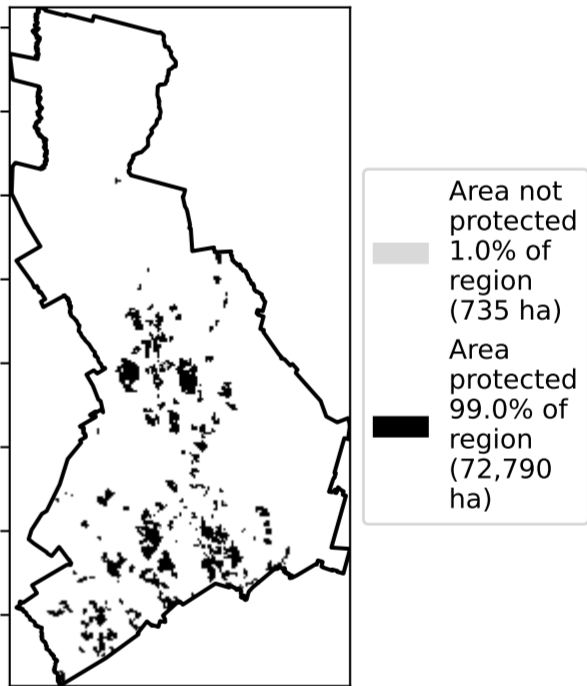 Area not
protected
1.0% of
region
(735 ha)
Area
protected
99.0% of
region
(72,790
ha)